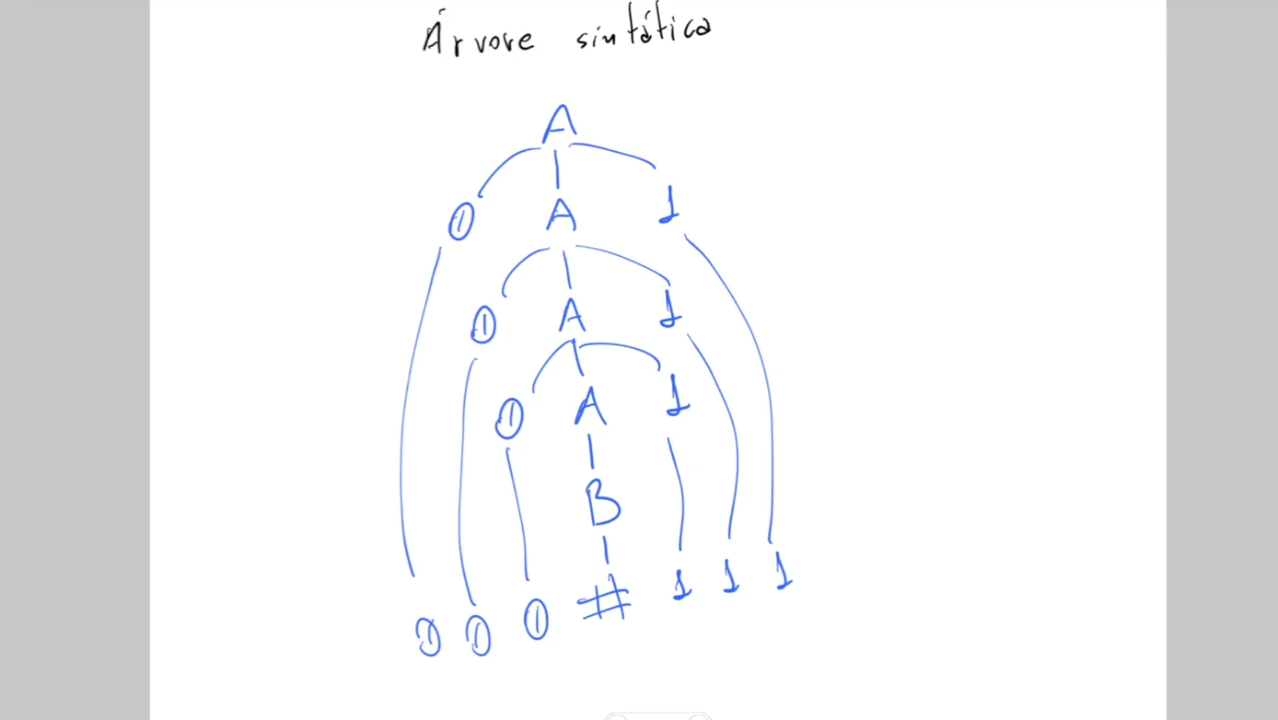 Árvore sintática
A
0 A 1
0 A 1
0 A 1
B
0 0 0 # 1 1 1